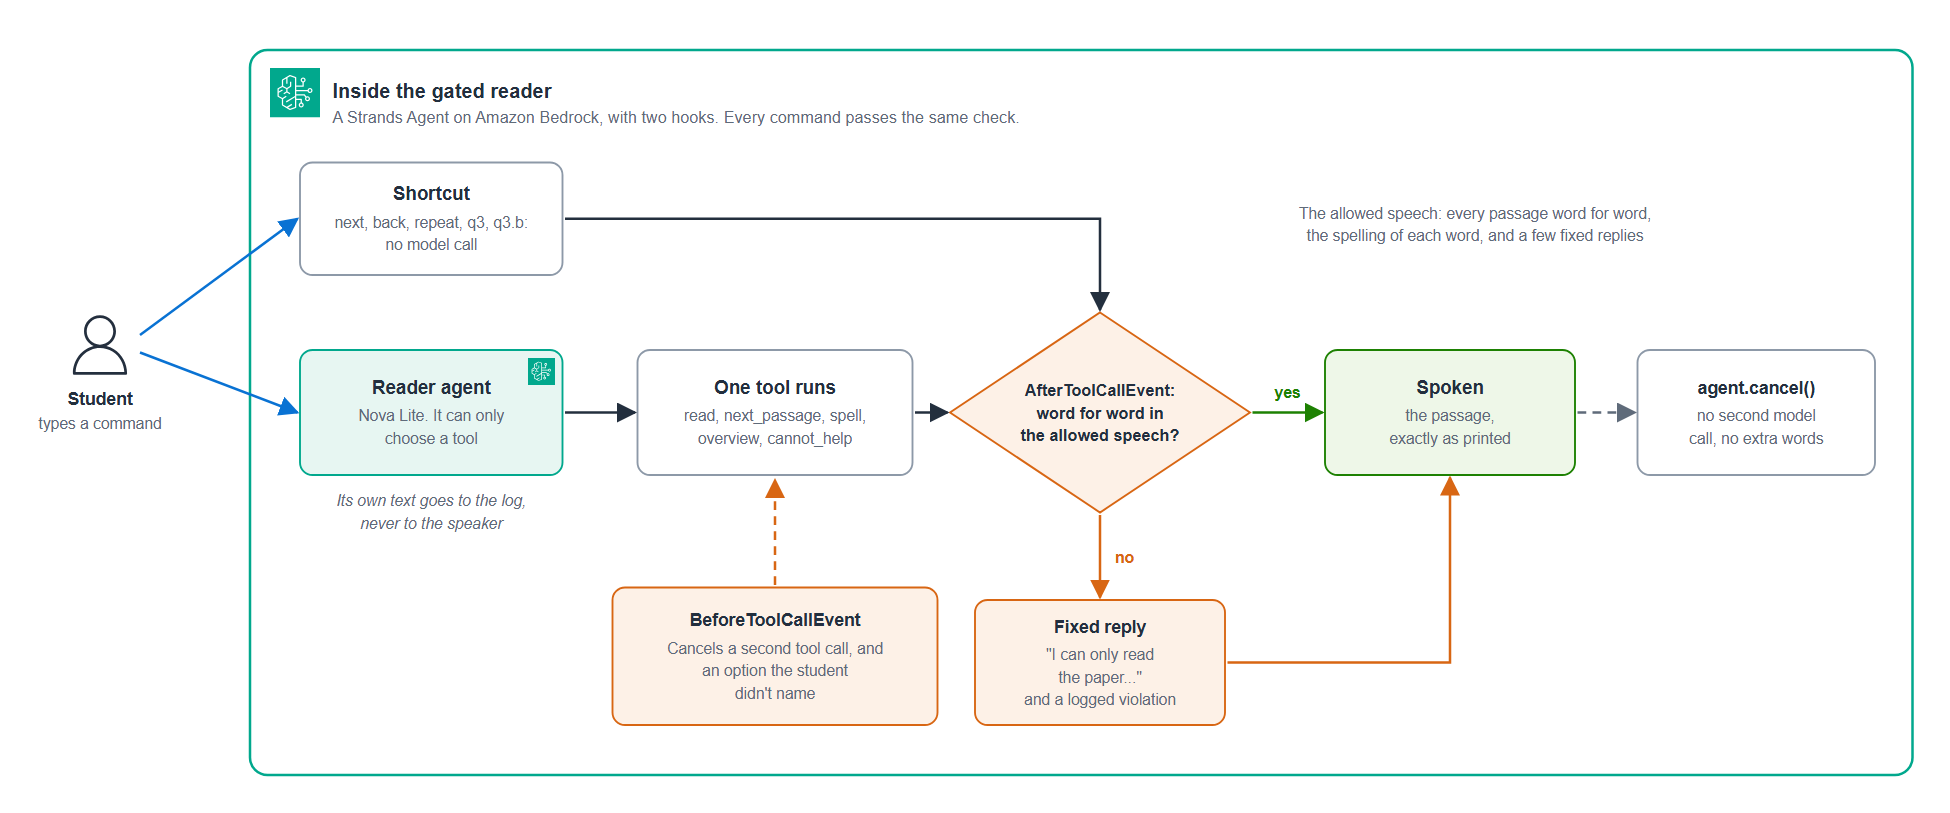 Inside the gated reader
A Strands Agent on Amazon Bedrock, with two hooks. Every command passes the same check.
Shortcut
next, back, repeat, q3, q3.b:
no model call
The allowed speech: every passage word for word,
the spelling of each word, and a few fixed replies
Student
types a command
Reader agent
Nova Lite. It can only
choose a tool
Its own text goes to the log,
never to the speaker
One tool runs
read, next_passage, spell,
overview, cannot_help
AfterToolCallEvent:
word for word in
the allowed speech?
yes
Spoken
the passage,
exactly as printed
agent.cancel()
no second model
call, no extra words
no
BeforeToolCallEvent
Cancels a second tool call, and
an option the student
didn't name
Fixed reply
"I can only read
the paper..."
and a logged violation